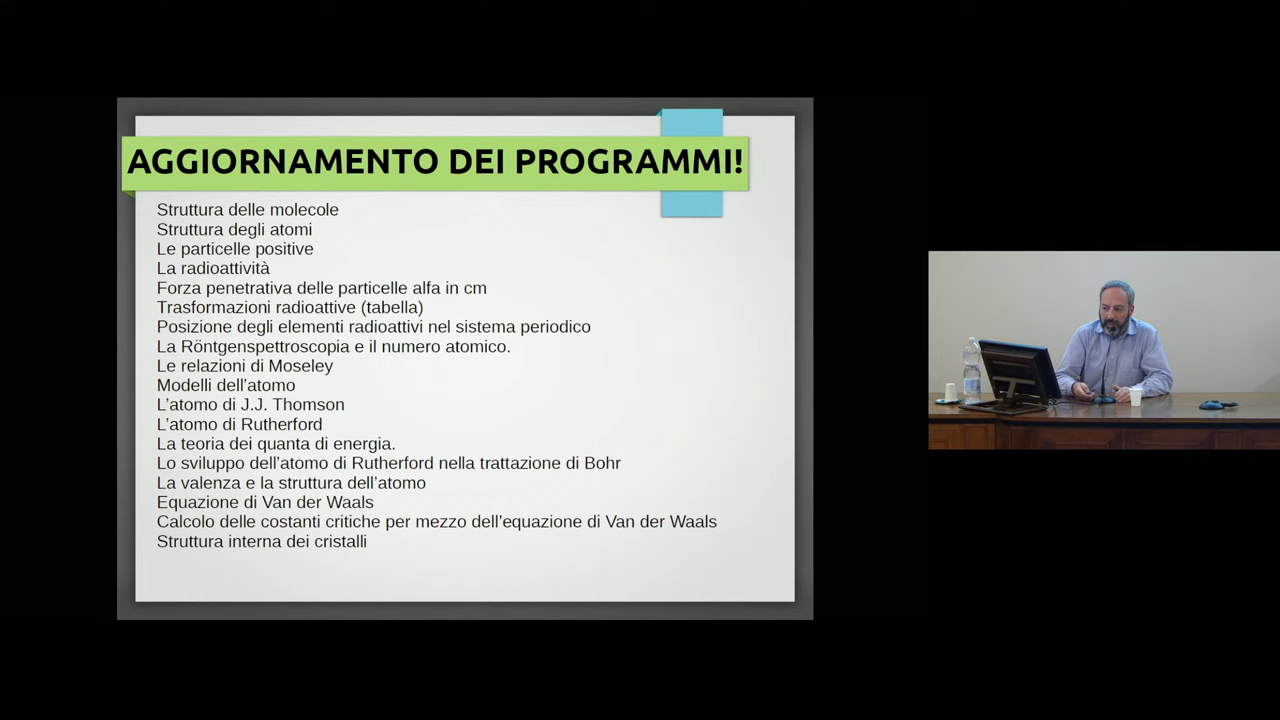 AGGIORNAMENTO DEI PROGRAMMI!
Struttura delle molecole
Struttura degli atomi
Le particelle positive
La radioattività
Forza penetrativa delle particelle alfa in cm
Trasformazioni radioattive (tabella)
Posizione degli elementi radioattivi nel sistema periodico
La Röntgenspettroscopia e il numero atomico.
Le relazioni di Moseley
Modelli dell’atomo
L’atomo di J.J. Thomson
L’atomo di Rutherford
La teoria dei quanta di energia.
Lo sviluppo dell’atomo di Rutherford nella trattazione di Bohr
La valenza e la struttura dell’atomo
Equazione di Van der Waals
Calcolo delle costanti critiche per mezzo dell’equazione di Van der Waals
Struttura interna dei cristalli